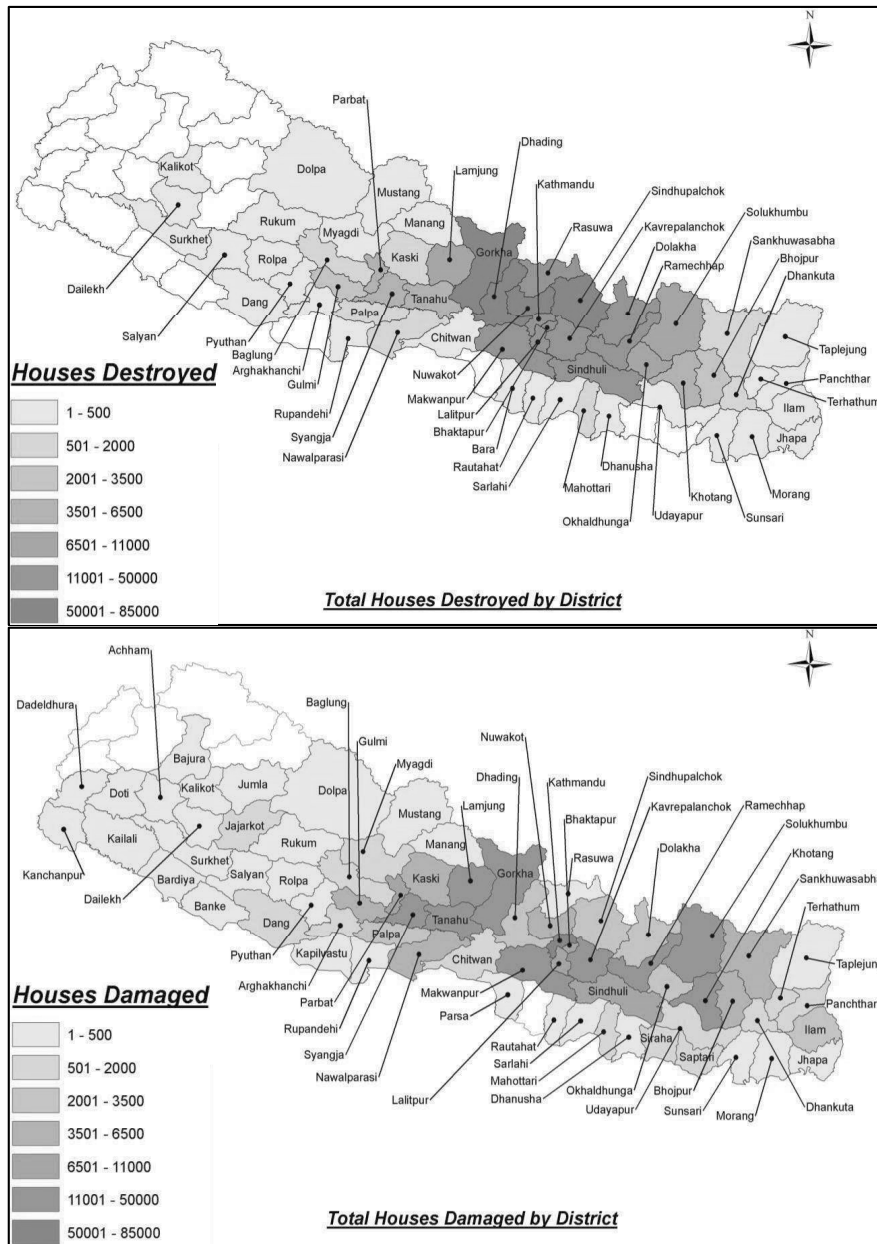 N
Parbat
Dhading
Kalikot
Dolpa
Lamjung
Kathmandu
Mustang
Sindhupalchok
Rukum
Myagdi
Manang
Rasuwa
Kavrepalanchok
Solukhumbu
Surkhet
Gorkha
Dolakha
Sankhuwasabha
Rolpa
Kaski
Ramechhap
Bhojpur
Dailekh
Dhankuta
Dang
Tanahu
Salyan
Palpa
Pyuthan
Chitwan
Taplejung
Baglung
Nuwakot
Sindhuli
Panchthar
Arghakhanchi
Makwanpur
Terhathum
Gulmi
Lalitpur
Ilam
Rupandehi
Bhaktapur
Jhapa
Syangja
Bara
Nawalparasi
Rautahat
Dhanusha
Sarlahi
Mahottari
Khotang
Morang
Okhaldhunga
Udayapur
Sunsari
Houses Destroyed
1 - 500
501 - 2000
2001 - 3500
3501 - 6500
6501 - 11000
11001 - 50000
50001 - 85000
Total Houses Destroyed by District
N
Achham
Dadeldhura
Baglung
Nuwakot
Gulmi
Bajura
Myagdi
Dhading
Kathmandu
Sindhupalchok
Doti
Kalikot
Jumla
Dolpa
Bhaktapur
Kavrepalanchok
Ramechhap
Mustang
Lamjung
Solukhumbu
Jajarkot
Rasuwa
Dolakha
Khotang
Kailali
Rukum
Manang
Gorkha
Sankhuwasabha
Kanchanpur
Surkhet
Kaski
Terhathum
Dailekh
Bardiya
Salyan
Rolpa
Banke
Dang
Tanahu
Palpa
Pyuthan
Kapilvastu
Chitwan
Taplejung
Arghakhanchi
Makwanpur
Sindhuli
Panchthar
Parbat
Parsa
Ilam
Rupandehi
Rautahat
Siraha
Syangja
Sarlahi
Saptari
Jhapa
Nawalparasi
Mahottari
Okhaldhunga
Lalitpur
Dhanusha
Udayapur
Bhojpur
Sunsari
Morang
Dhankuta
Houses Damaged
1 - 500
501 - 2000
2001 - 3500
3501 - 6500
6501 - 11000
11001 - 50000
50001 - 85000
Total Houses Damaged by District